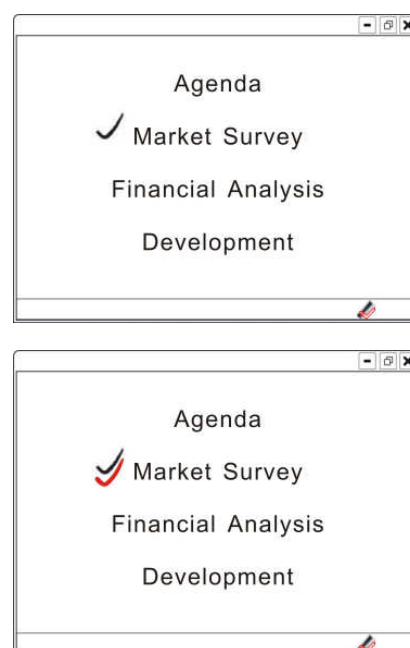 Agenda
Market Survey
Financial Analysis
Development
Agenda
Market Survey
Financial Analysis
Development